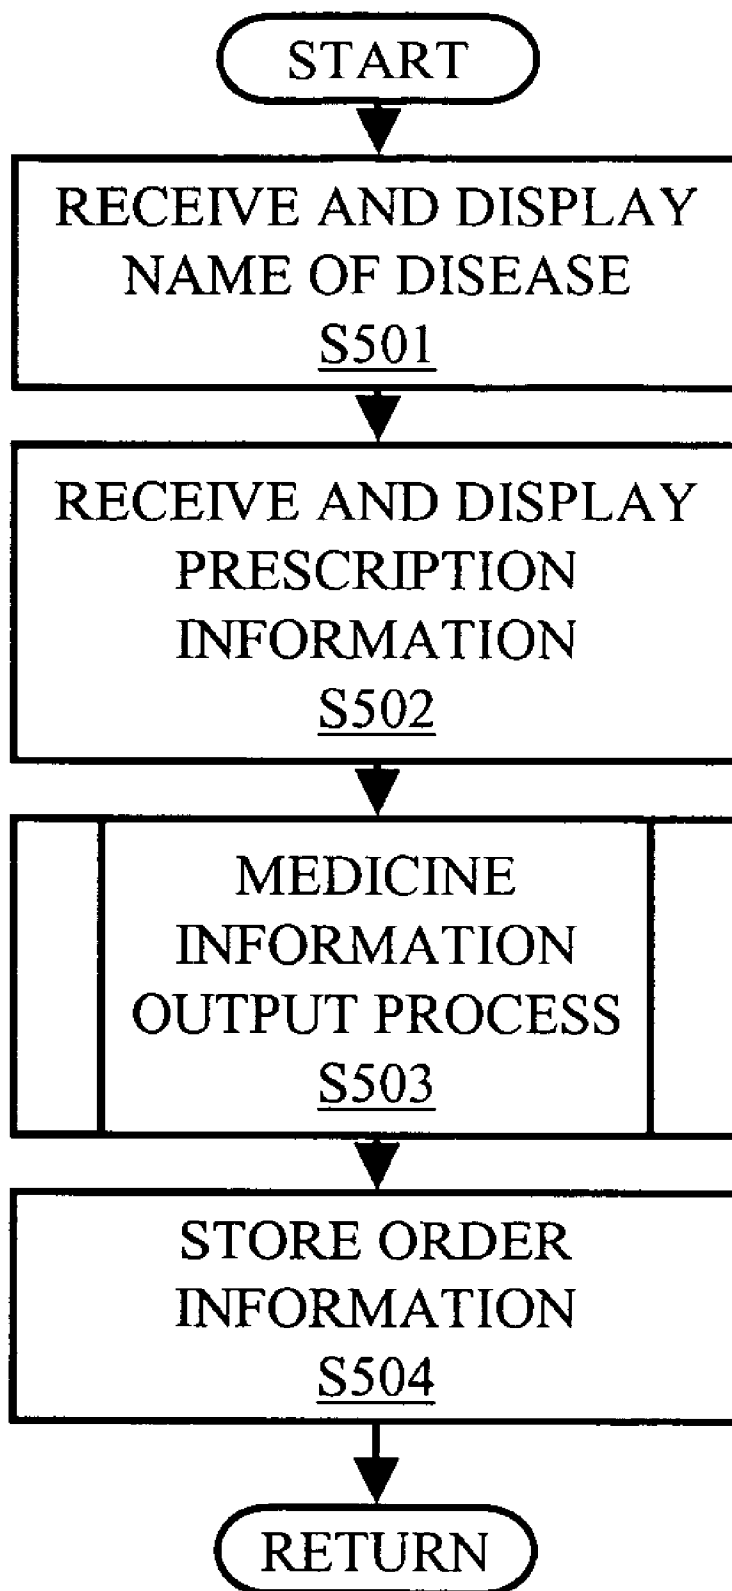 START
RECEIVE AND DISPLAY
NAME OF DISEASE
S501
RECEIVE AND DISPLAY
PRESCRIPTION
INFORMATION
S502
MEDICINE
INFORMATION
OUTPUT PROCESS
S503
STORE ORDER
INFORMATION
S504
RETURN